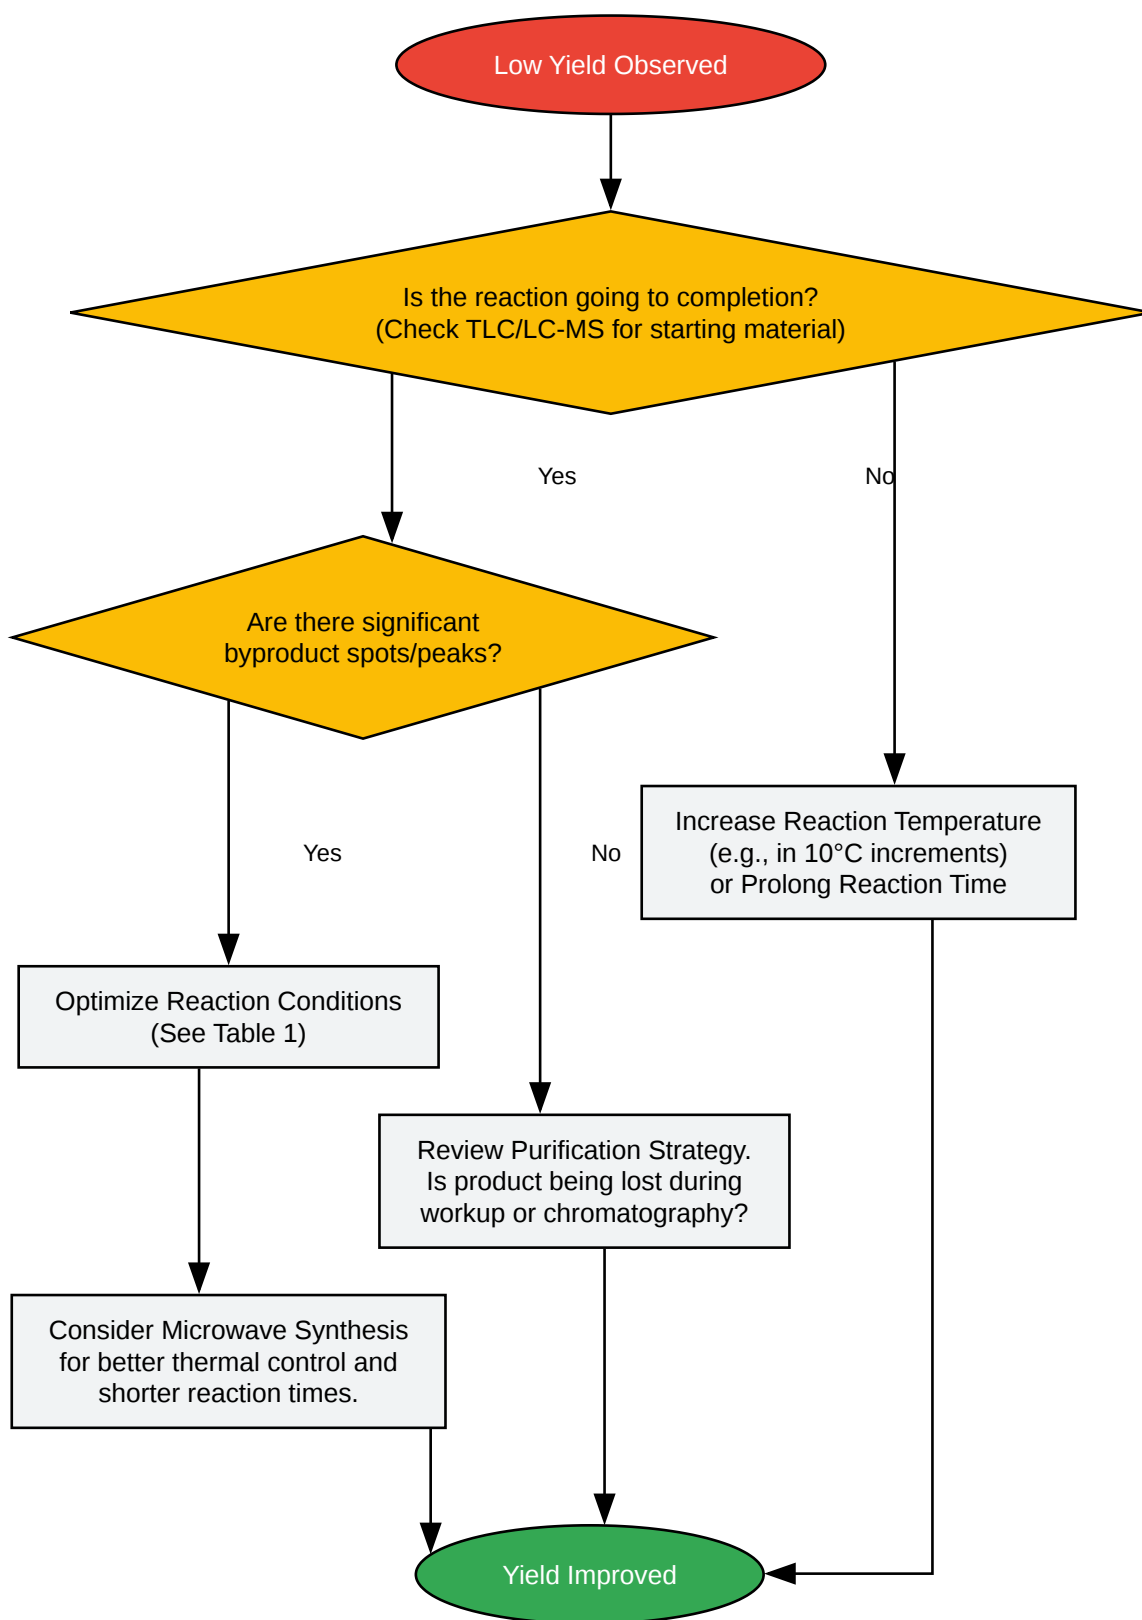 Low Yield Observed
Is the reaction going to completion?
(Check TLC/LC-MS for starting material)
Yes
No
Are there significant
byproduct spots/peaks?
Increase Reaction Temperature
(e.g., in 10°C increments)
or Prolong Reaction Time
Yes
No
Optimize Reaction Conditions
(See Table 1)
Review Purification Strategy.
Is product being lost during
workup or chromatography?
Consider Microwave Synthesis
for better thermal control and
shorter reaction times.
Yield Improved